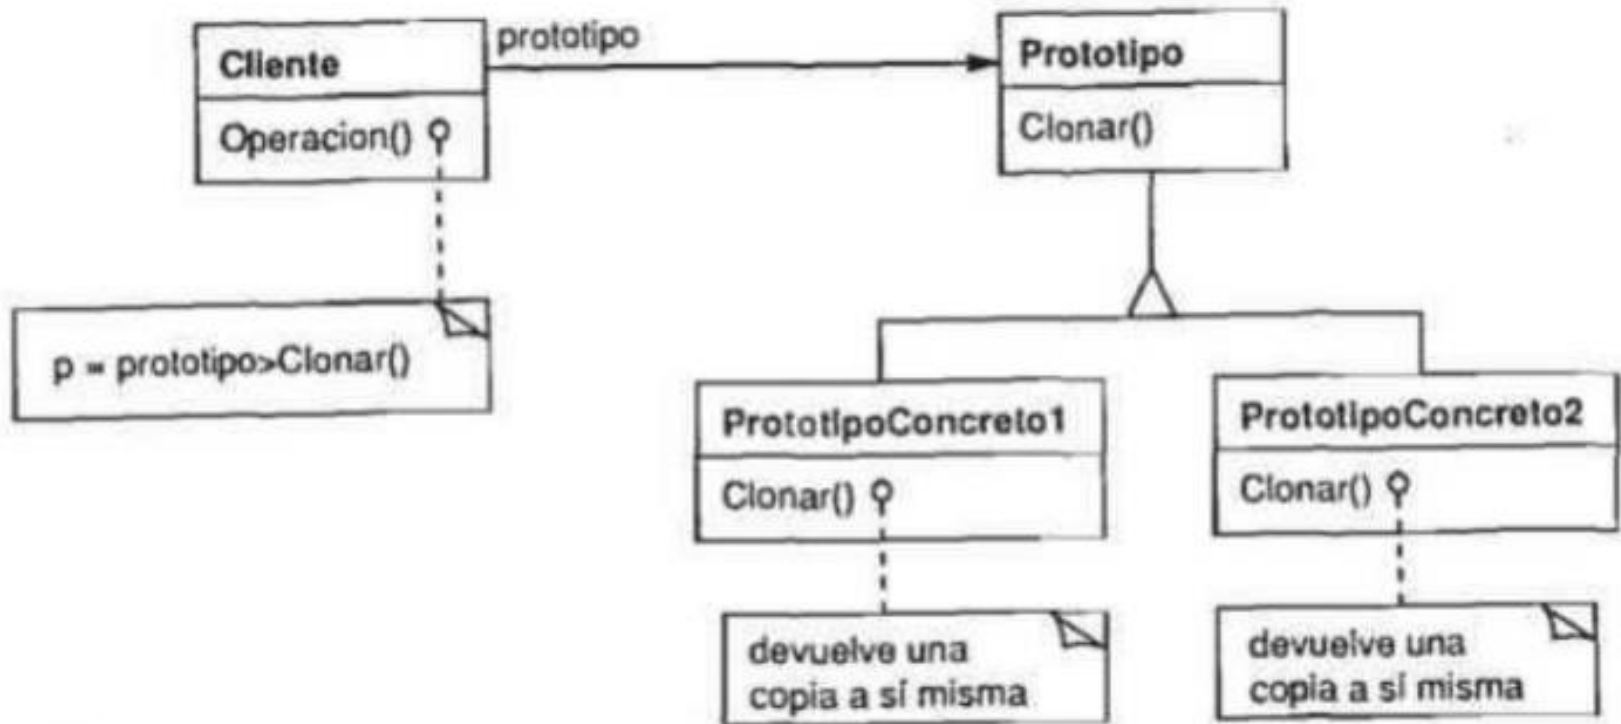 Cliente
prototipo
Prototipo
Operacion()
Clonar()
p = prototipo>Clonar()
PrototipoConcreto1
PrototipoConcreto2
Clonar()
Clonar()
devuelve una
copia a sí misma
devuelve una
copia a sí misma